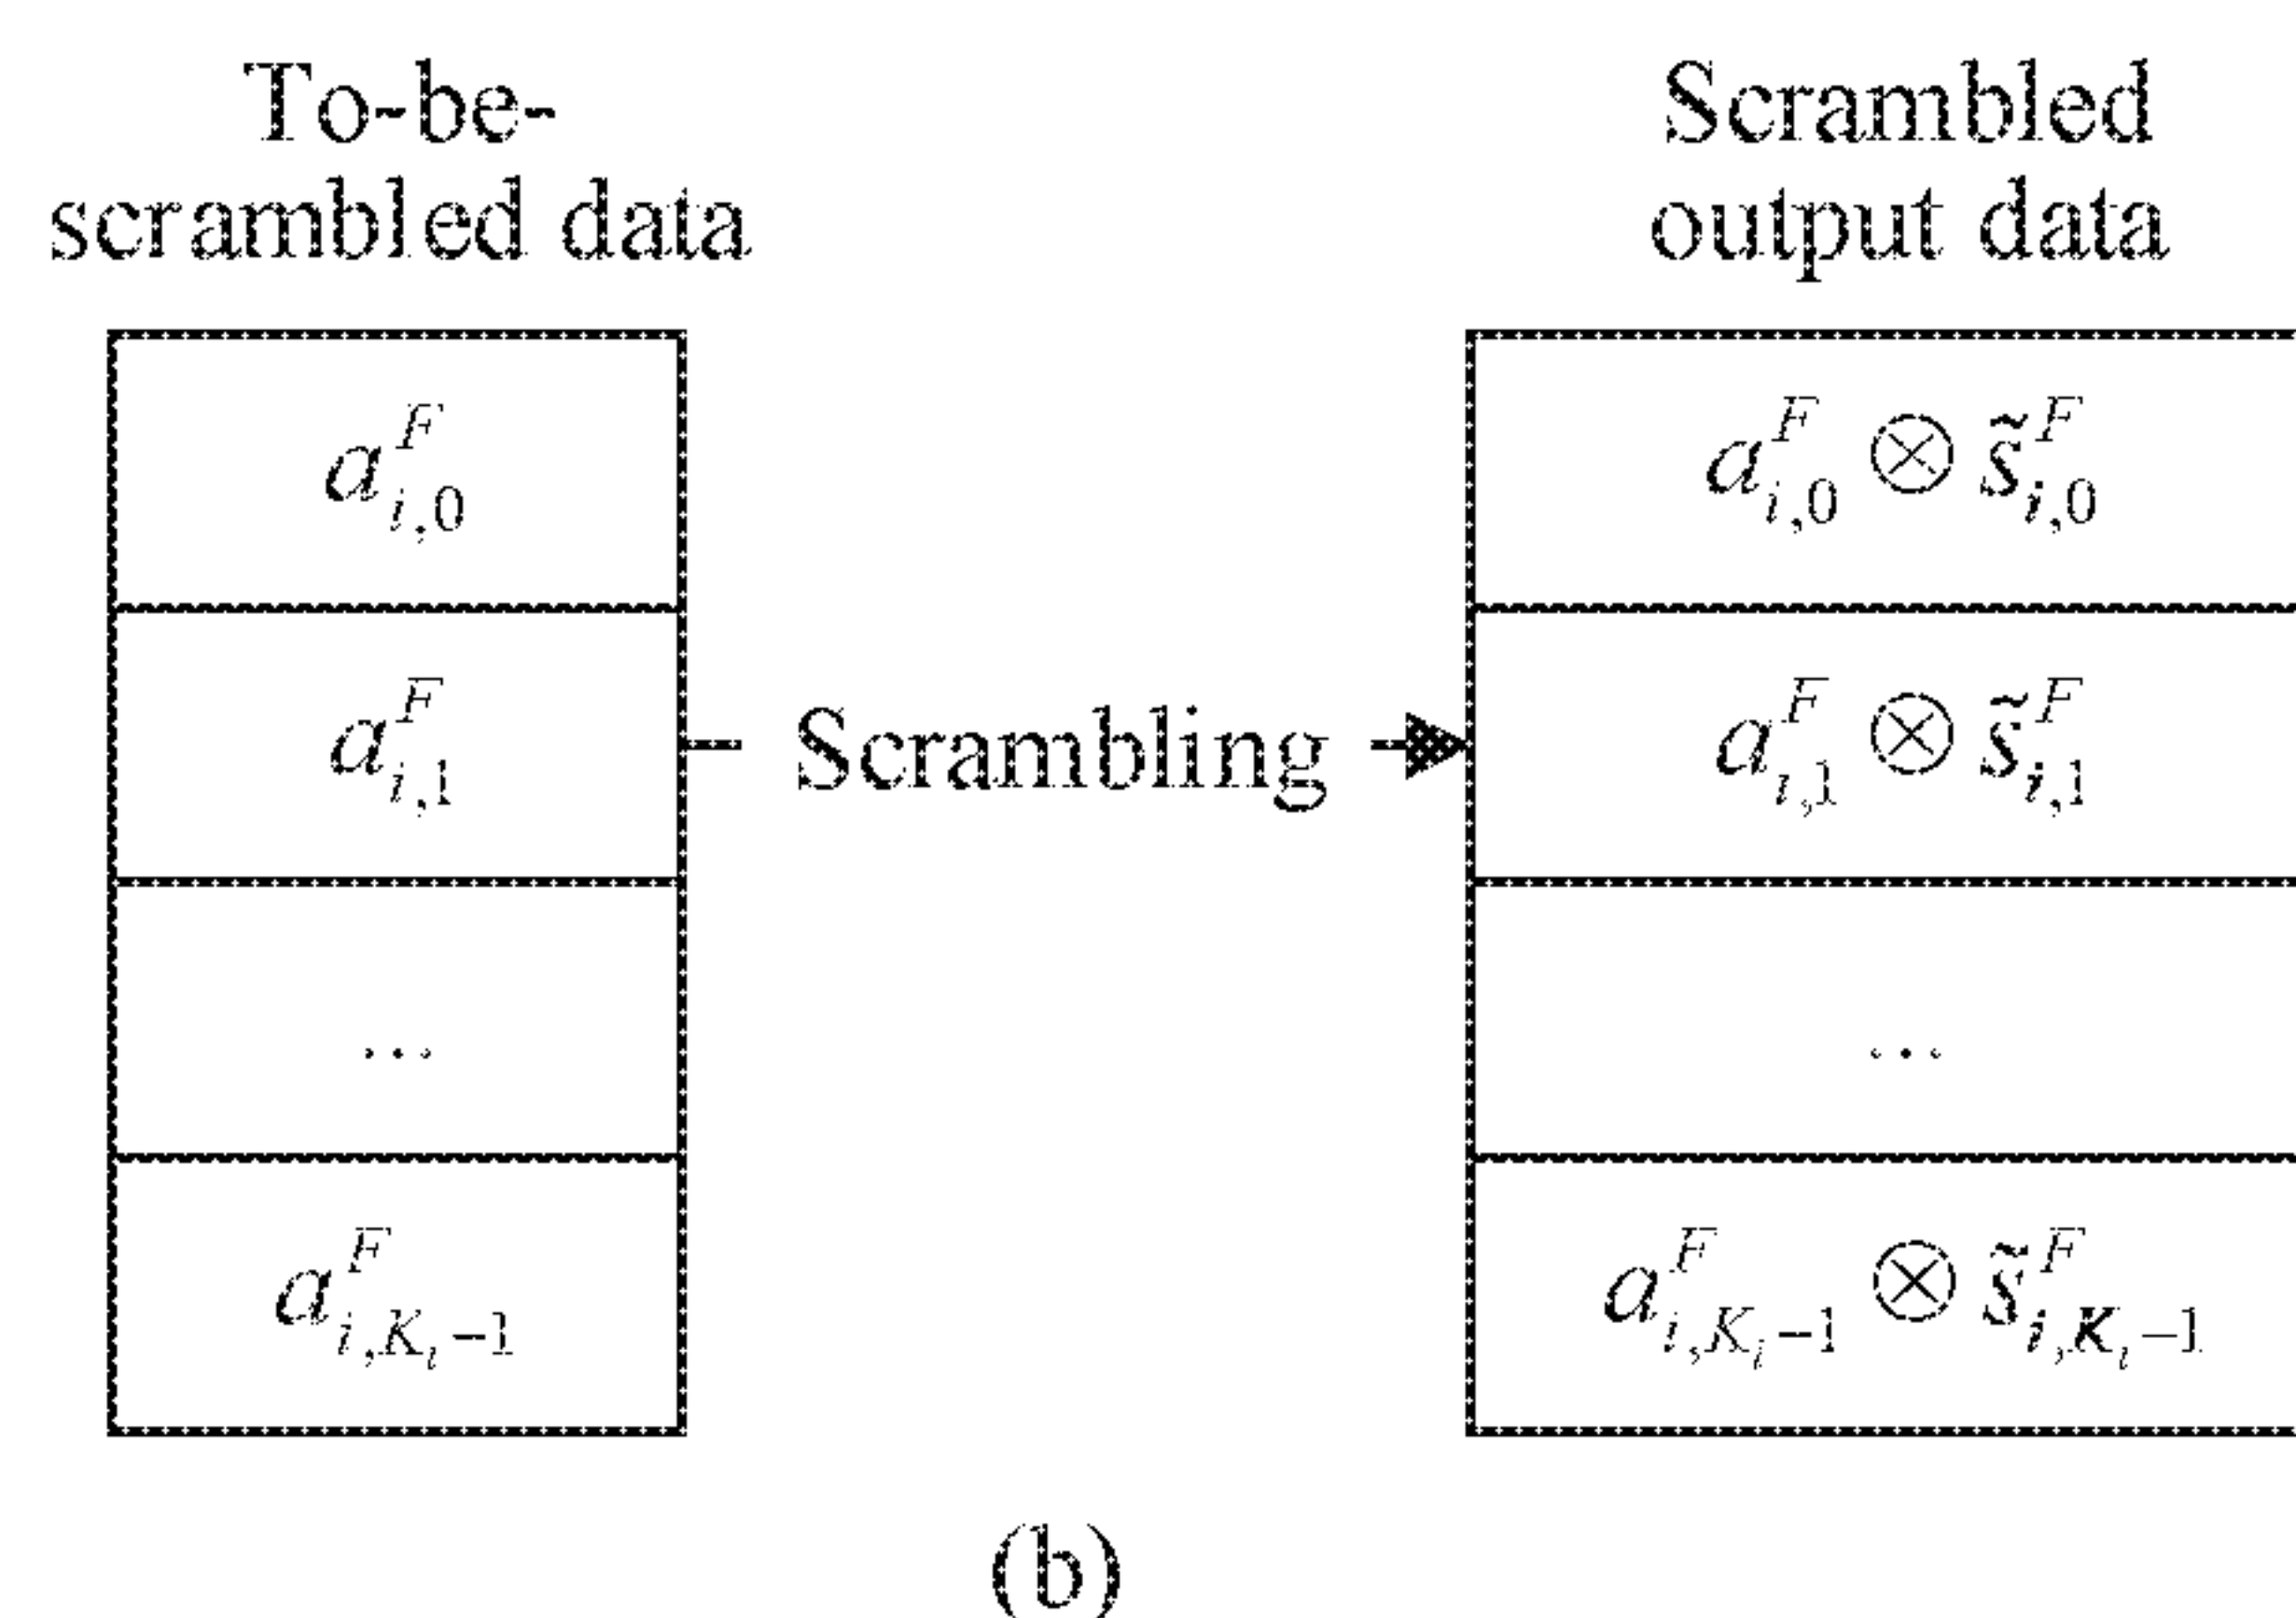 To-be-
scrambled data
Scrambled
output data
a^F_{i,0}
a^F_{i,0} ⊗ s̃^F_{i,0}
a^F_{i,1}
Scrambling
a^F_{i,1} ⊗ s̃^F_{i,1}
...
...
a^F_{i,K_i-1}
a^F_{i,K_i-1} ⊗ s̃^F_{i,K_i-1}
(b)